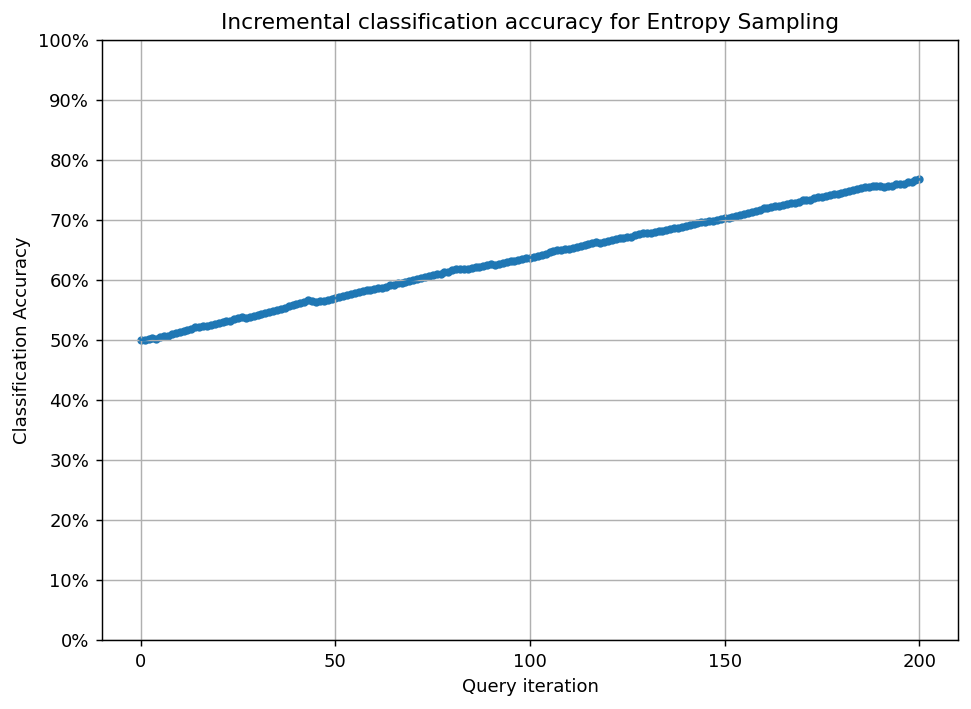 Incremental classification accuracy for Entropy Sampling
100%
90%
80%
70%
60%
50%
40%
30%
20%
10%
0%
Classification Accuracy
0 50 100 150 200
Query iteration